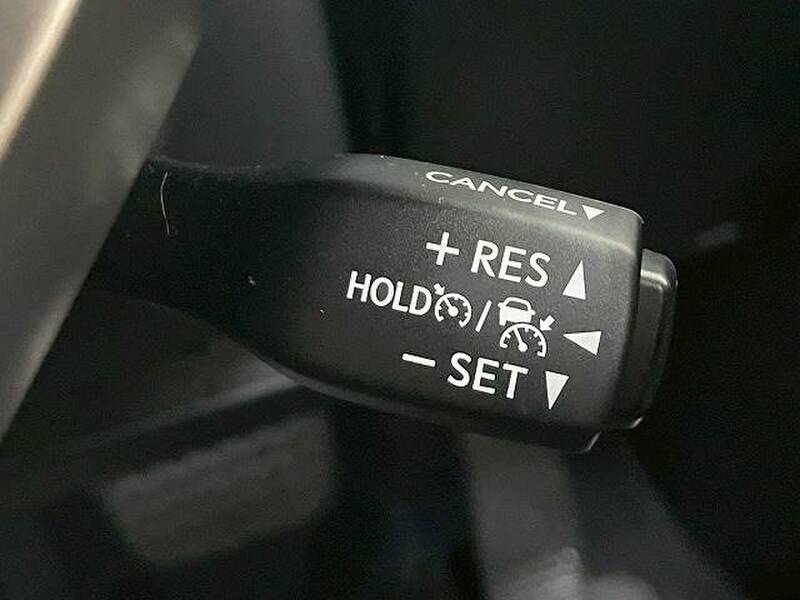 CANCEL▼
+ RES ▲
HOLD / ◀
− SET ▼